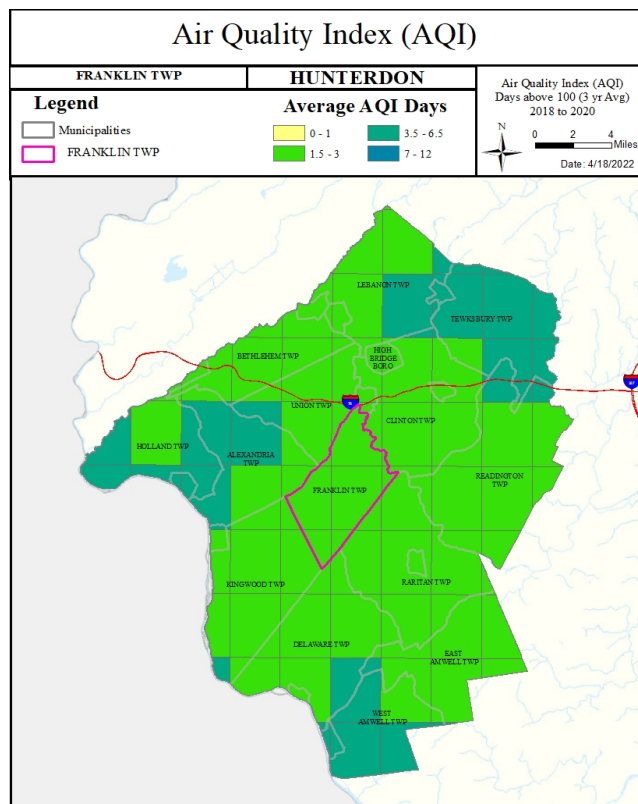 Air Quality Index (AQI)
FRANKLIN TWP
HUNTERDON
Legend
Municipalities
FRANKLIN TWP
Average AQI Days
0 - 1
3.5 - 6.5
1.5 - 3
7 - 12
Air Quality Index (AQI)
Days above 100 (3 yr Avg)
2018 to 2020
N
0 2 4
Miles
Date: 4/18/2022
LEBANON TWP
TEWKSBURY TWP
BETHLEHEM TWP
HIGH
BRIDGE
BORO
UNION TWP
CLINTON TWP
HOLLAND TWP
ALEXANDRIA
TWP
READINGTON
TWP
FRANKLIN TWP
KINGWOOD TWP
RARITAN TWP
DELAWARE TWP
EAST
AMWELL TWP
WEST
AMWELL TWP